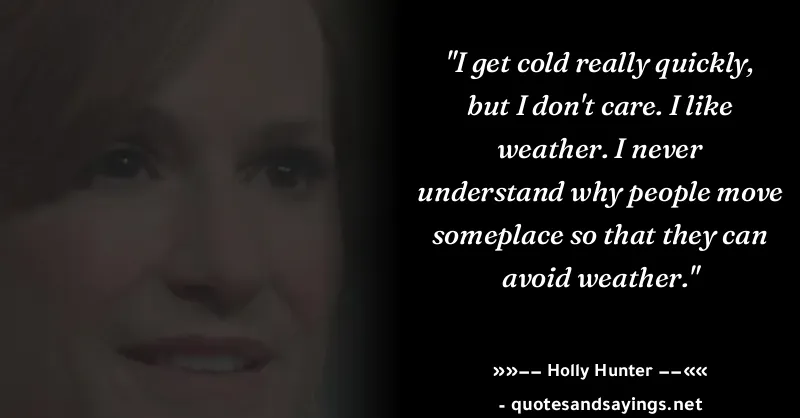 "I get cold really quickly,
but I don't care. I like
weather. I never
understand why people move
someplace so that they can
avoid weather."
»»−− Holly Hunter −−««
- quotesandsayings.net